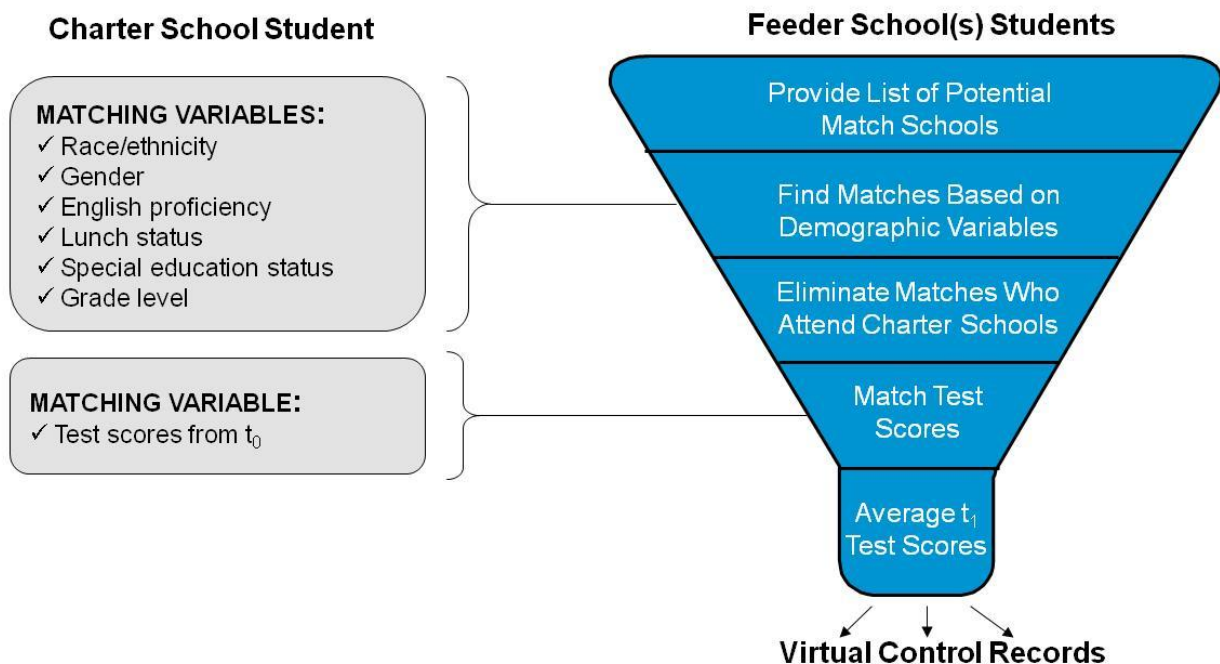 Charter School Student
MATCHING VARIABLES:
✓ Race/ethnicity
✓ Gender
✓ English proficiency
✓ Lunch status
✓ Special education status
✓ Grade level
MATCHING VARIABLE:
✓ Test scores from t₀
Feeder School(s) Students
Provide List of Potential
Match Schools
Find Matches Based on
Demographic Variables
Eliminate Matches Who
Attend Charter Schools
Match Test
Scores
Average t₁
Test Scores
Virtual Control Records